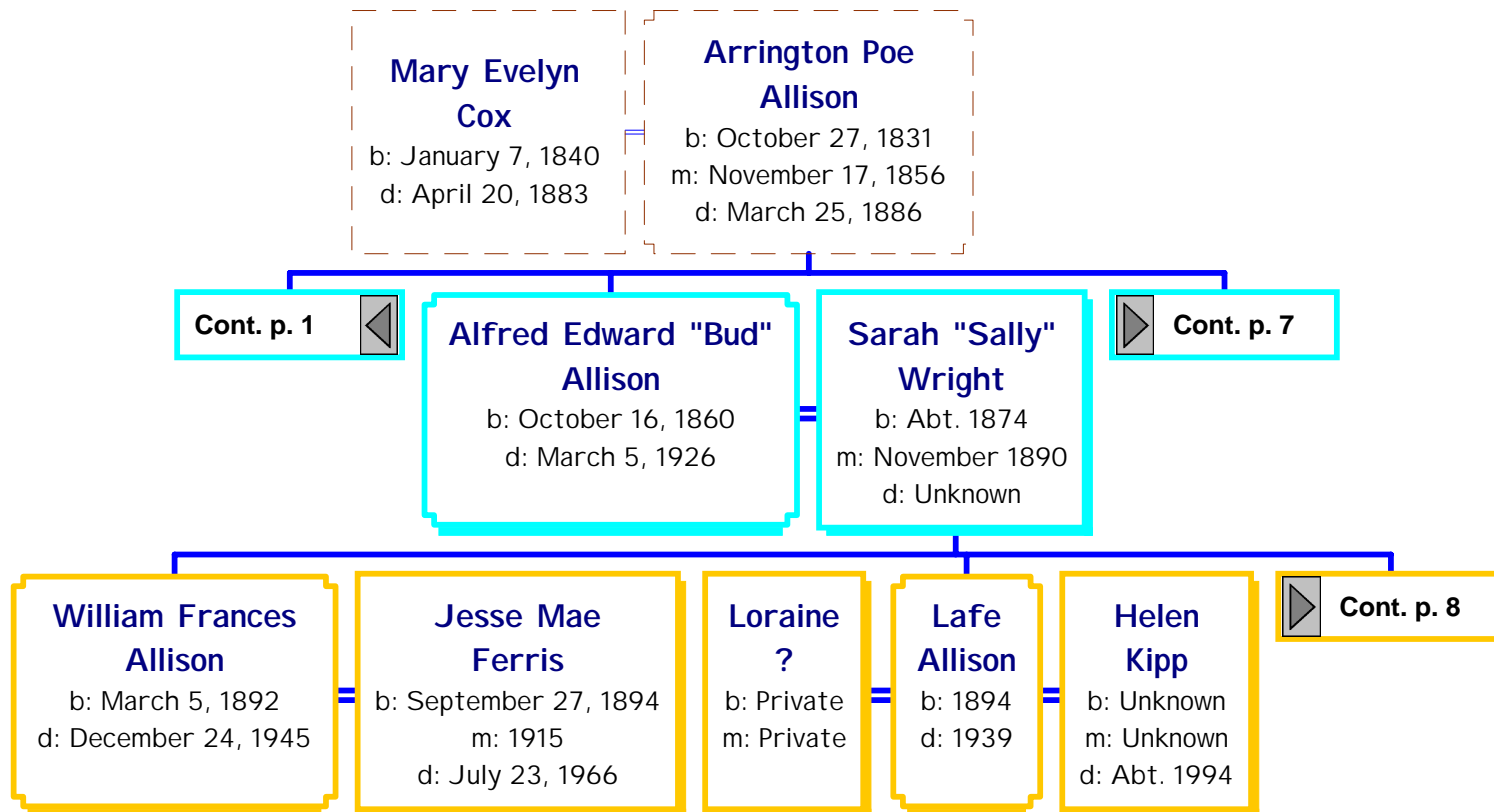 Mary Evelyn
Cox
b: January 7, 1840
d: April 20, 1883
Arrington Poe
Allison
b: October 27, 1831
m: November 17, 1856
d: March 25, 1886
Cont. p. 1
Alfred Edward "Bud"
Allison
b: October 16, 1860
d: March 5, 1926
Sarah "Sally"
Wright
b: Abt. 1874
m: November 1890
d: Unknown
Cont. p. 7
William Frances
Allison
b: March 5, 1892
d: December 24, 1945
Jesse Mae
Ferris
b: September 27, 1894
m: 1915
d: July 23, 1966
Loraine
?
b: Private
m: Private
Lafe
Allison
b: 1894
d: 1939
Helen
Kipp
b: Unknown
m: Unknown
d: Abt. 1994
Cont. p. 8